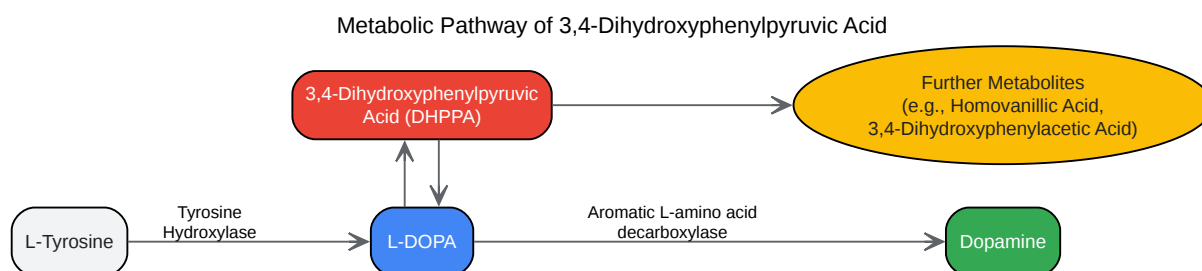 Metabolic Pathway of 3,4-Dihydroxyphenylpyruvic Acid
3,4-Dihydroxyphenylpyruvic
Acid (DHPPA)
Further Metabolites
(e.g., Homovanillic Acid,
3,4-Dihydroxyphenylacetic Acid)
L-Tyrosine
Tyrosine
Hydroxylase
L-DOPA
Aromatic L-amino acid
decarboxylase
Dopamine